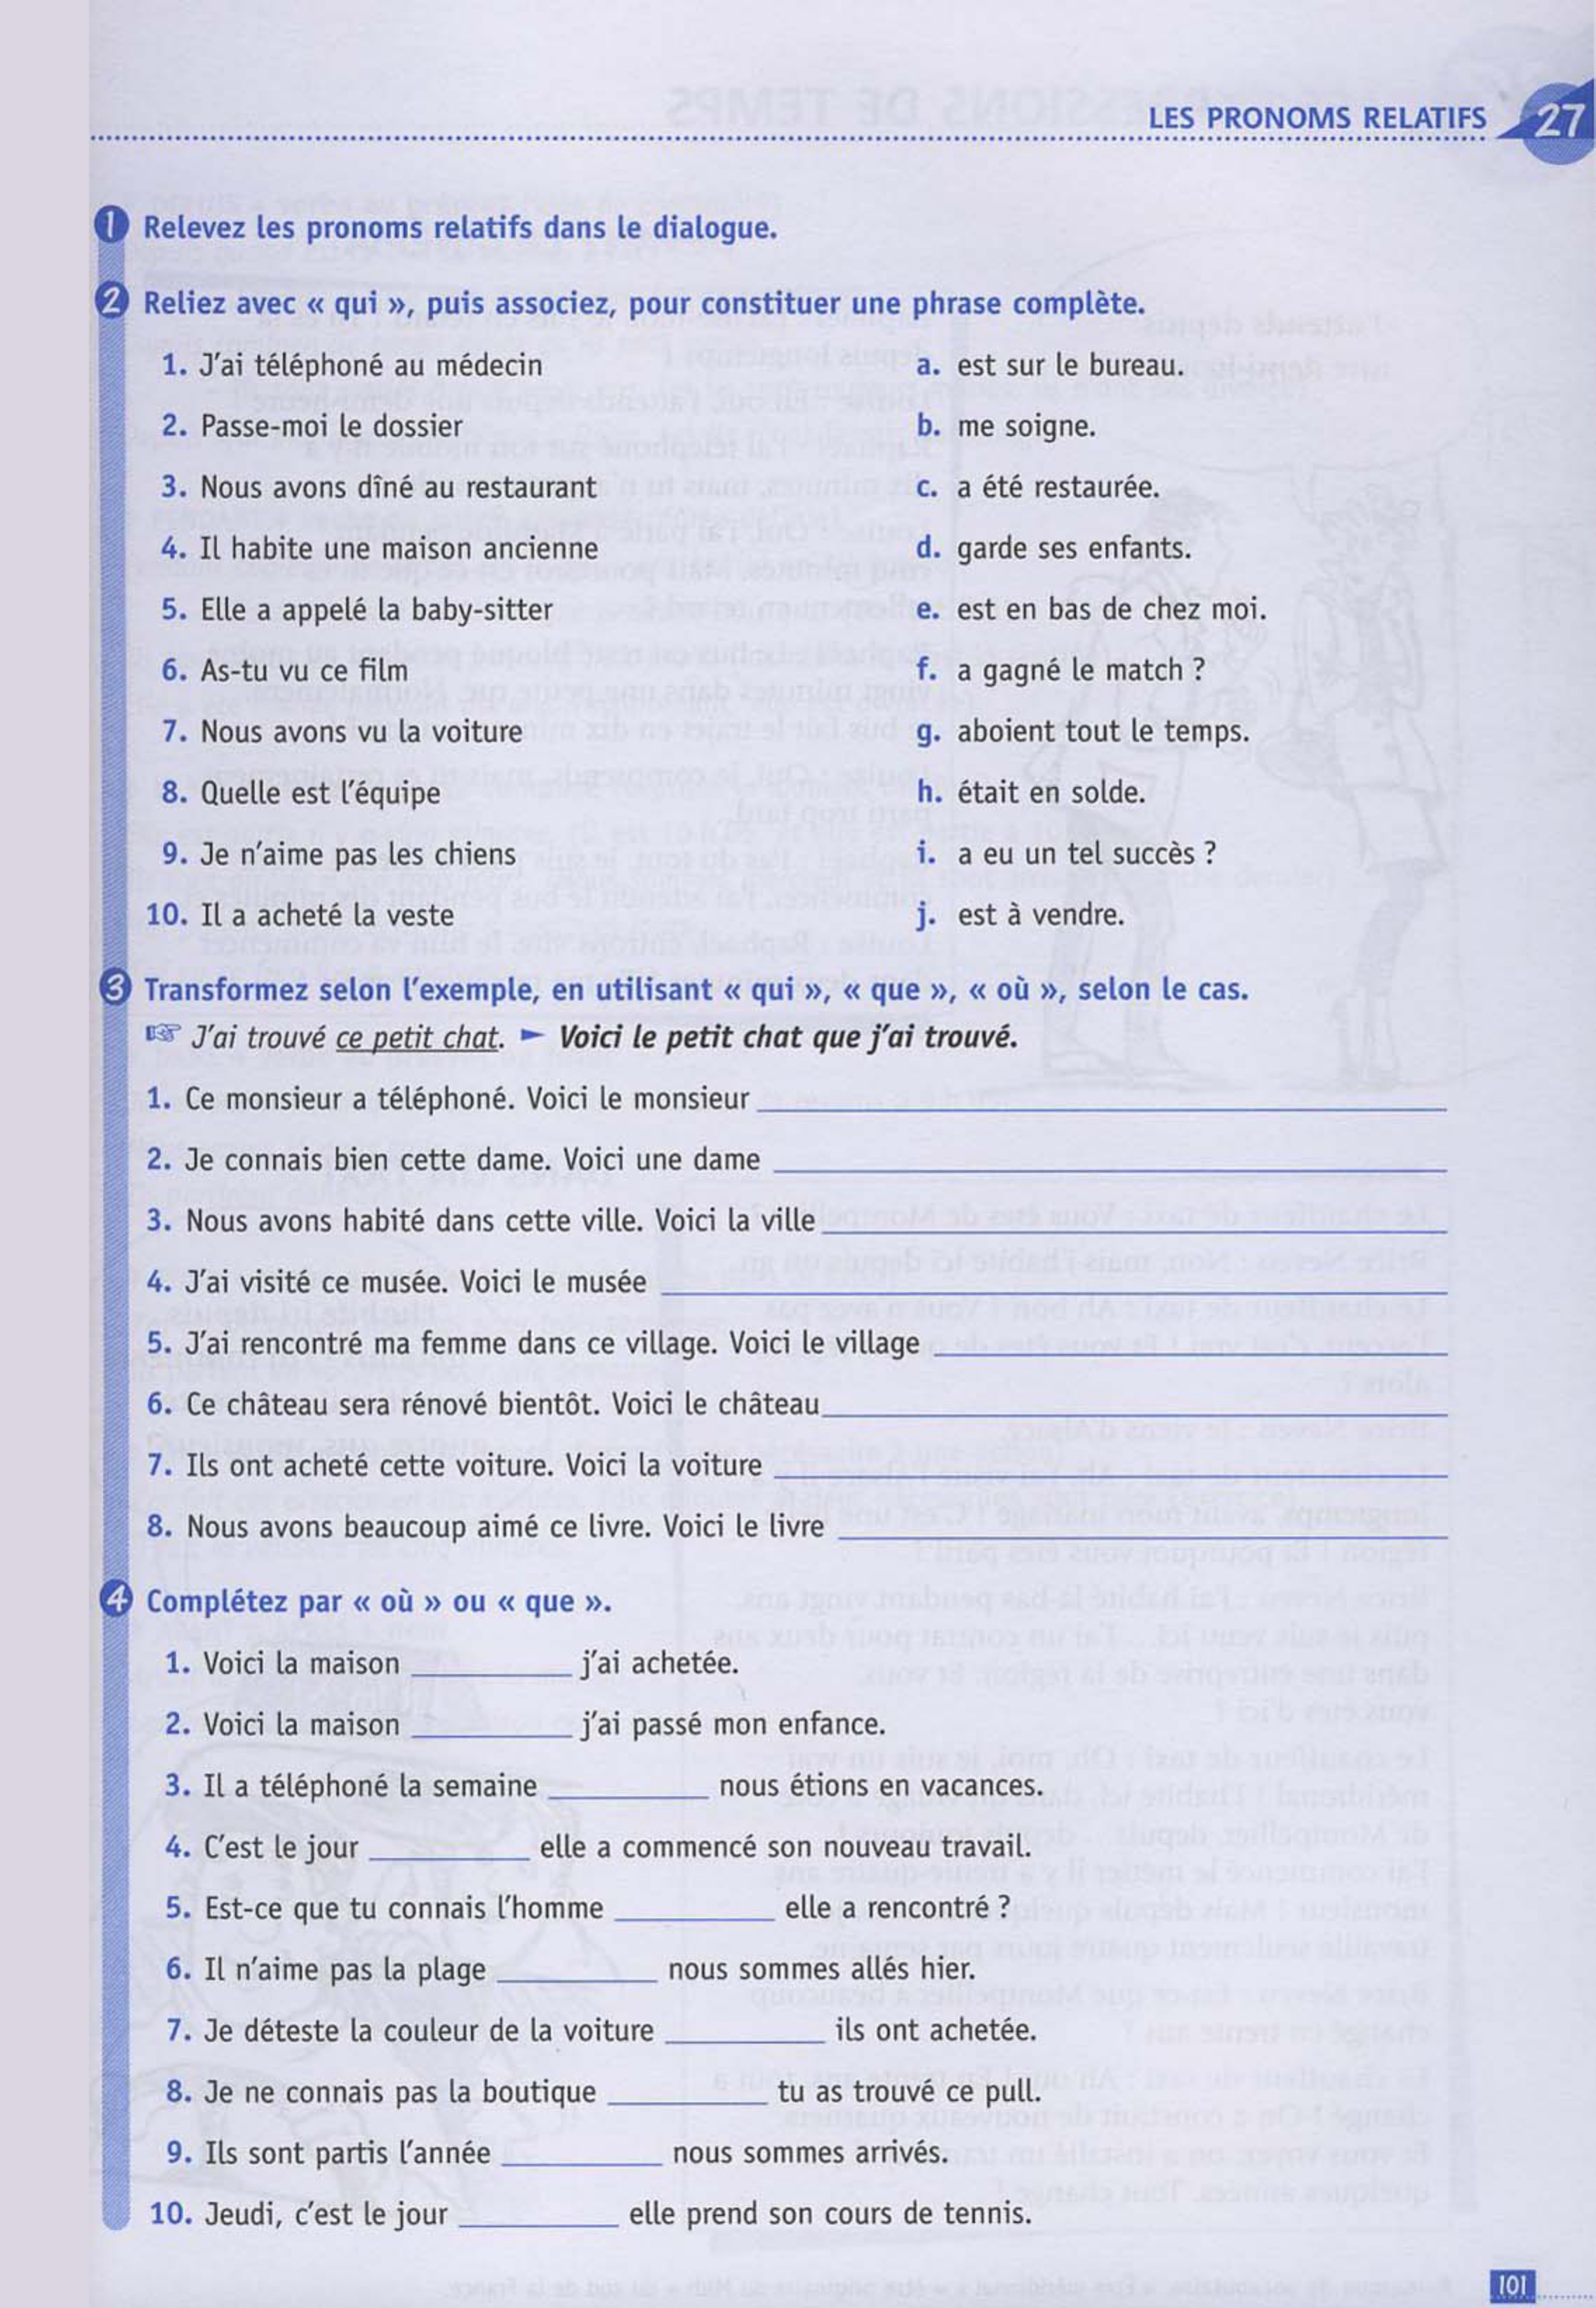 LES PRONOMS RELATIFS 27
1 Relevez les pronoms relatifs dans le dialogue.
2 Reliez avec « qui », puis associez, pour constituer une phrase complète.
1. J'ai téléphoné au médecin a. est sur le bureau.
2. Passe-moi le dossier b. me soigne.
3. Nous avons dîné au restaurant c. a été restaurée.
4. Il habite une maison ancienne d. garde ses enfants.
5. Elle a appelé la baby-sitter e. est en bas de chez moi.
6. As-tu vu ce film f. a gagné le match ?
7. Nous avons vu la voiture g. aboient tout le temps.
8. Quelle est l'équipe h. était en solde.
9. Je n'aime pas les chiens i. a eu un tel succès ?
10. Il a acheté la veste j. est à vendre.
3 Transformez selon l'exemple, en utilisant « qui », « que », « où », selon le cas.
☞ J'ai trouvé ce petit chat. ► Voici le petit chat que j'ai trouvé.
1. Ce monsieur a téléphoné. Voici le monsieur
2. Je connais bien cette dame. Voici une dame
3. Nous avons habité dans cette ville. Voici la ville
4. J'ai visité ce musée. Voici le musée
5. J'ai rencontré ma femme dans ce village. Voici le village
6. Ce château sera rénové bientôt. Voici le château
7. Ils ont acheté cette voiture. Voici la voiture
8. Nous avons beaucoup aimé ce livre. Voici le livre
4 Complétez par « où » ou « que ».
1. Voici la maison ________ j'ai achetée.
2. Voici la maison ________ j'ai passé mon enfance.
3. Il a téléphoné la semaine ________ nous étions en vacances.
4. C'est le jour ________ elle a commencé son nouveau travail.
5. Est-ce que tu connais l'homme ________ elle a rencontré ?
6. Il n'aime pas la plage ________ nous sommes allés hier.
7. Je déteste la couleur de la voiture ________ ils ont achetée.
8. Je ne connais pas la boutique ________ tu as trouvé ce pull.
9. Ils sont partis l'année ________ nous sommes arrivés.
10. Jeudi, c'est le jour ________ elle prend son cours de tennis.
101